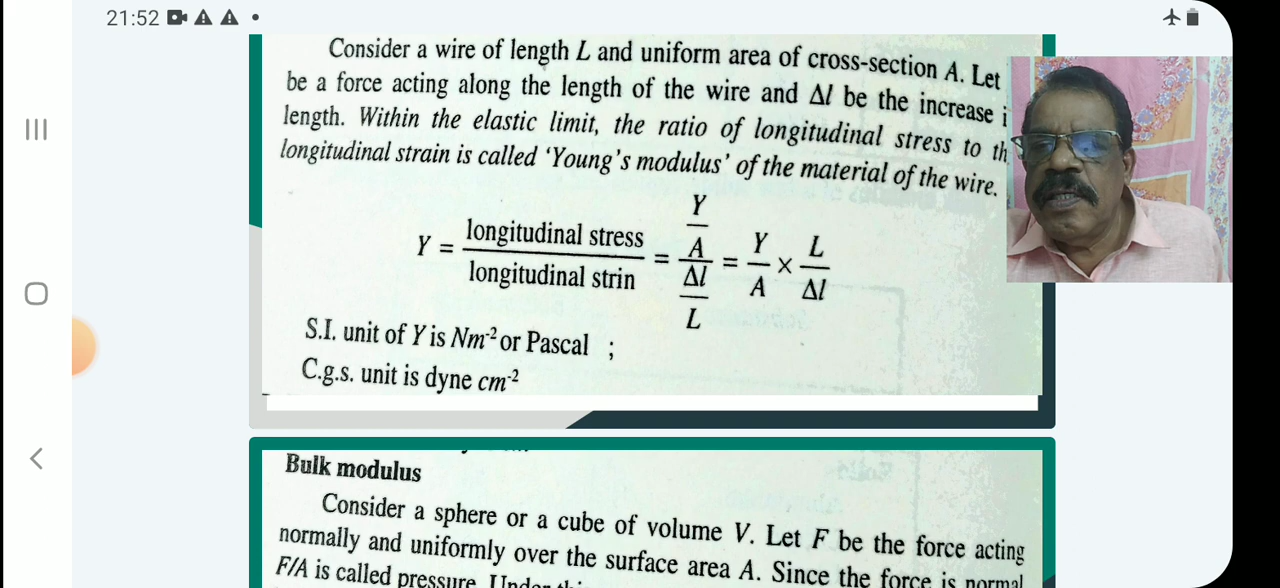 21:52
Consider a wire of length L and uniform area of cross-section A. Let
be a force acting along the length of the wire and Δl be the increase i
length. Within the elastic limit, the ratio of longitudinal stress to th
longitudinal strain is called ‘Young’s modulus’ of the material of the wire.
Y = longitudinal stress / longitudinal strin = Y/A / Δl/L = Y/A × L/Δl
S.I. unit of Y is Nm⁻² or Pascal ;
C.g.s. unit is dyne cm⁻²
Bulk modulus
Consider a sphere or a cube of volume V. Let F be the force acting
normally and uniformly over the surface area A. Since the force is normal
F/A is called pressure.